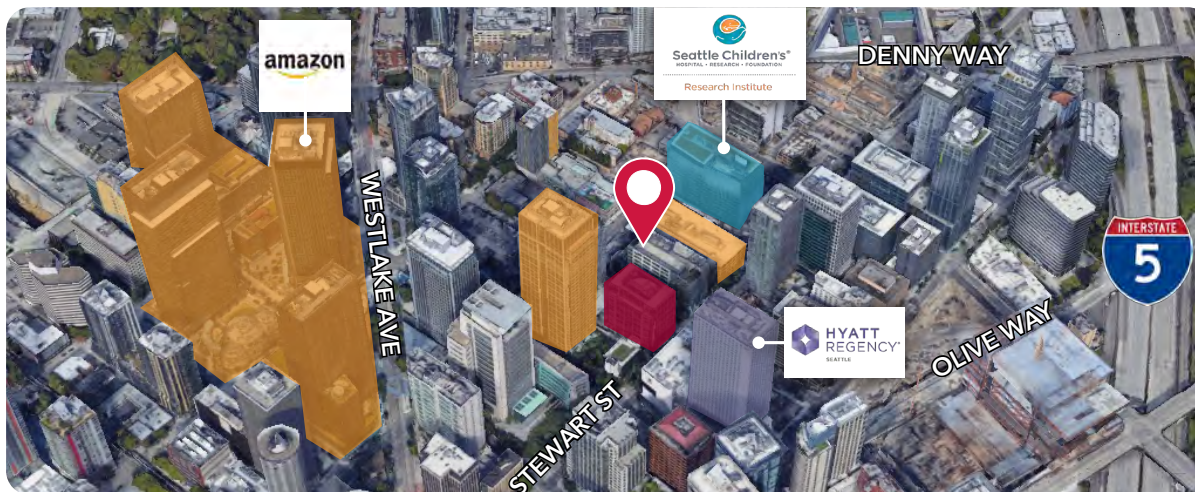 amazon
Seattle Children's®
HOSPITAL • RESEARCH • FOUNDATION
Research Institute
DENNY WAY
WESTLAKE AVE
INTERSTATE
5
HYATT
REGENCY®
SEATTLE
OLIVE WAY
STEWART ST